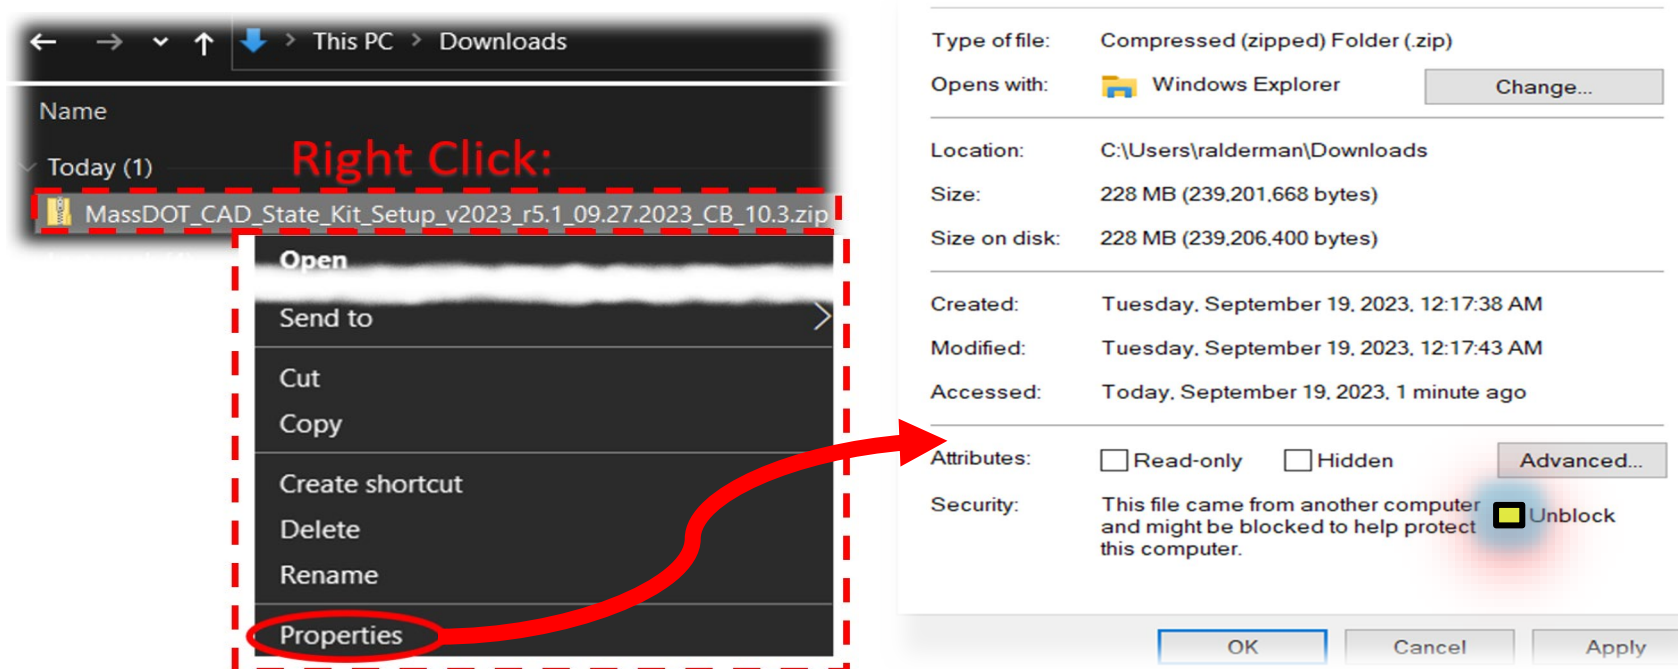 This PC > Downloads
Name
Today (1)
Right Click:
MassDOT_CAD_State_Kit_Setup_v2023_r5.1_09.27.2023_CB_10.3.zip
Open
Send to
Cut
Copy
Create shortcut
Delete
Rename
Properties
Type of file: Compressed (zipped) Folder (.zip)
Opens with: Windows Explorer Change...
Location: C:\Users\ralderman\Downloads
Size: 228 MB (239,201,668 bytes)
Size on disk: 228 MB (239,206,400 bytes)
Created: Tuesday, September 19, 2023, 12:17:38 AM
Modified: Tuesday, September 19, 2023, 12:17:43 AM
Accessed: Today, September 19, 2023, 1 minute ago
Attributes: Read-only Hidden Advanced...
Security: This file came from another computer
and might be blocked to help protect
this computer.
Unblock
OK Cancel Apply